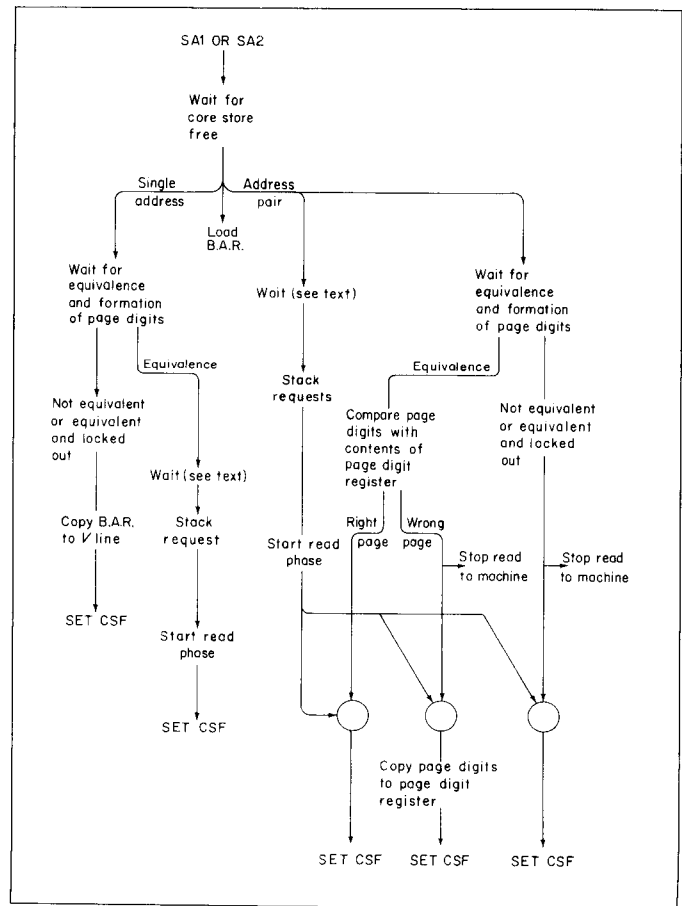 SA1 OR SA2
Wait for
core store
free
Single
address
Address
pair
Load
B.A.R.
Wait for
equivalence
and formation
of page digits
Wait (see text)
Wait for
equivalence
and formation
of page digits
Equivalence
Equivalence
Not equivalent
or equivalent
and locked
out
Stack
requests
Compare page
digits with
contents of
page digit
register
Not equivalent
or equivalent
and locked
out
Wait (see text)
Copy B.A.R.
to V line
Stack
request
Start read
phase
Right
page
Wrong
page
Stop read
to machine
Stop read
to machine
SET CSF
Start read
phase
SET CSF
Copy page digits
to page digit
register
SET CSF
SET CSF
SET CSF